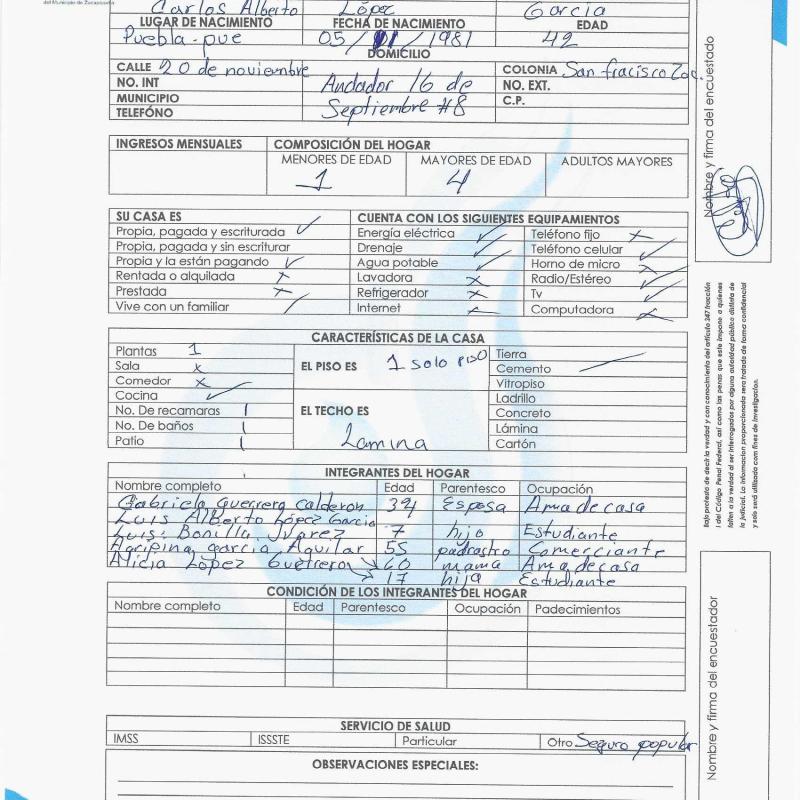 del Municipio de Zacapoaxtla
Carlos Alberto López Garcia
LUGAR DE NACIMIENTO FECHA DE NACIMIENTO EDAD
Puebla-pue 05/01/1981 42
DOMICILIO
CALLE 20 de noviembre COLONIA San fracisco Zoc.
NO. INT Andador 16 de NO. EXT.
MUNICIPIO Septiembre #8 C.P.
TELEFÓNO
INGRESOS MENSUALES COMPOSICIÓN DEL HOGAR
MENORES DE EDAD MAYORES DE EDAD ADULTOS MAYORES
1 4
SU CASA ES CUENTA CON LOS SIGUIENTES EQUIPAMIENTOS
Propia, pagada y escriturada ✓ Energía eléctrica ✓ Teléfono fijo x
Propia, pagada y sin escriturar Drenaje ✓ Teléfono celular ✓
Propia y la están pagando ✓ Agua potable ✓ Horno de micro x
Rentada o alquilada x Lavadora x Radio/Estéreo ✓
Prestada x Refrigerador x Tv ✓
Vive con un familiar ✓ Internet x Computadora x
CARACTERÍSTICAS DE LA CASA
Plantas 1 EL PISO ES 1 solo piso Tierra
Sala x Cemento ✓
Comedor x Vitropiso
Cocina ✓ Ladrillo
No. De recamaras 1 EL TECHO ES Lamina Concreto
No. De baños 1 Lámina
Patio 1 Cartón
INTEGRANTES DEL HOGAR
Nombre completo Edad Parentesco Ocupación
Gabriela Guerrero calderon 34 Esposa Ama de casa
Luis Alberto López Garcia
Luis Bonilla Juarez 7 hijo Estudiante
Agripina garcia Aguilar 55 padrastro Comerciante
Alicia López Guerrero 60 mama Ama de casa
17 hija Estudiante
CONDICIÓN DE LOS INTEGRANTES DEL HOGAR
Nombre completo Edad Parentesco Ocupación Padecimientos
SERVICIO DE SALUD
IMSS ISSSTE Particular Otro Seguro popular
OBSERVACIONES ESPECIALES:
Nombre y firma del encuestado
Bajo protesta de decir la verdad y con conocimiento del artículo 247 fracción
I del Código Penal Federal, así como las penas que este impone a quienes
falten a la verdad al ser interrogados por alguna autoridad pública distinta de
la judicial. La información proporcionada sera tratada de forma confidencial
y solo será utilizada con fines de investigacion.
Nombre y firma del encuestador